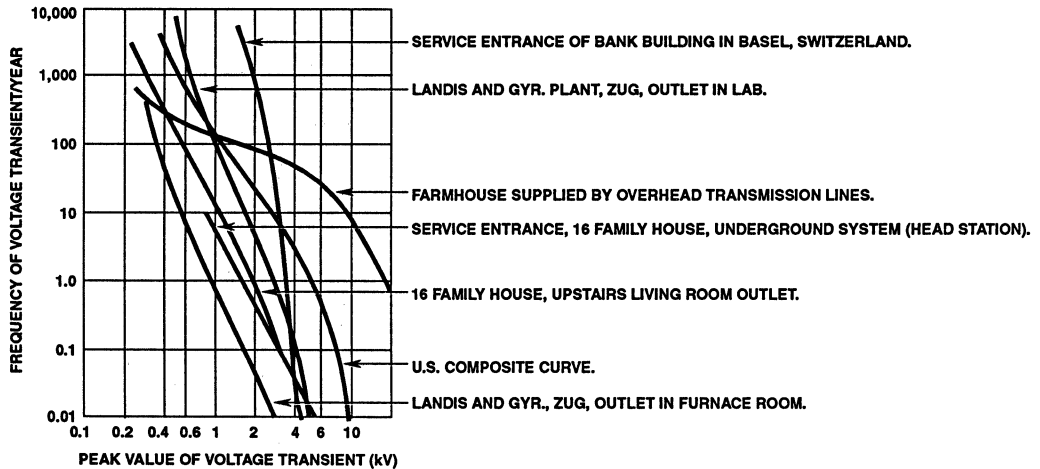 10,000
1,000
100
10
1.0
0.1
0.01
FREQUENCY OF VOLTAGE TRANSIENT/YEAR
0.1 0.2 0.4 0.6 1 2 4 6 10
PEAK VALUE OF VOLTAGE TRANSIENT (kV)
SERVICE ENTRANCE OF BANK BUILDING IN BASEL, SWITZERLAND.
LANDIS AND GYR. PLANT, ZUG, OUTLET IN LAB.
FARMHOUSE SUPPLIED BY OVERHEAD TRANSMISSION LINES.
SERVICE ENTRANCE, 16 FAMILY HOUSE, UNDERGROUND SYSTEM (HEAD STATION).
16 FAMILY HOUSE, UPSTAIRS LIVING ROOM OUTLET.
U.S. COMPOSITE CURVE.
LANDIS AND GYR., ZUG, OUTLET IN FURNACE ROOM.